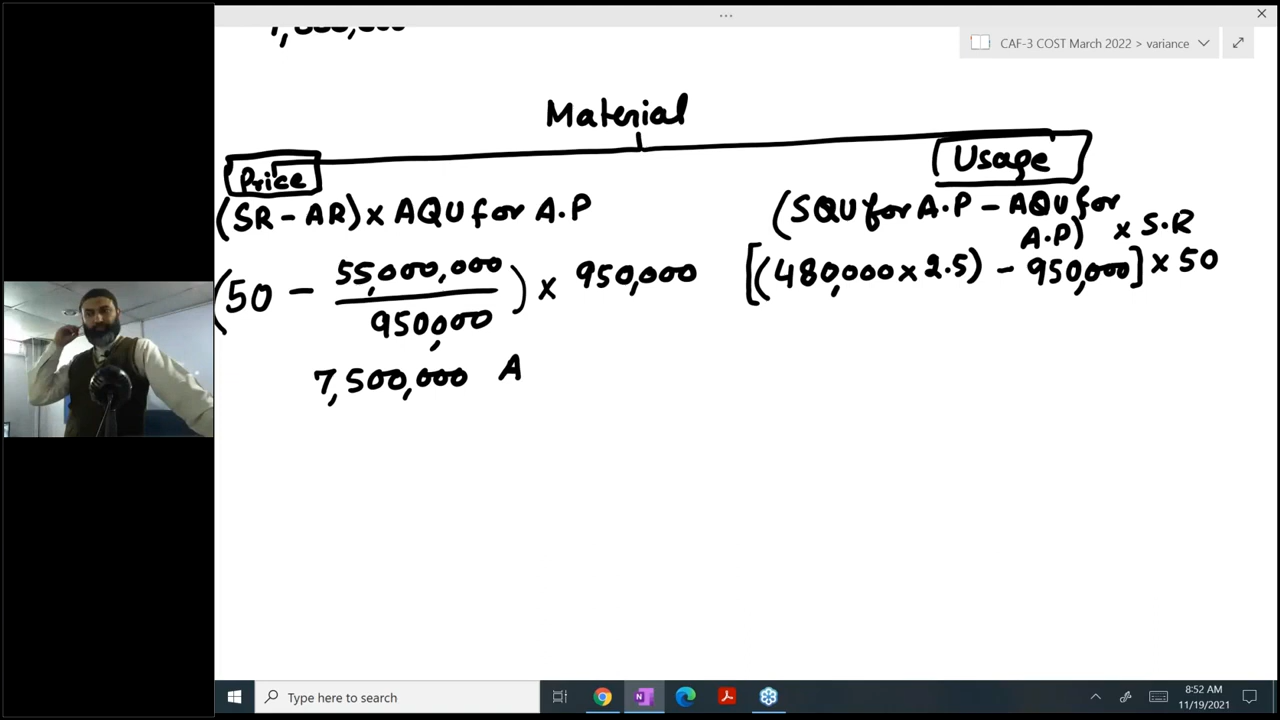 CAF-3 COST March 2022 > variance
Material
Price
Usage
(SR - AR) × AQU for A.P
(SQU for A.P - AQU for
A.P) × S.R
(50 - 55,000,000 / 950,000) × 950,000
[(480,000 × 2.5) - 950,000] × 50
7,500,000 A
Type here to search
8:52 AM
11/19/2021